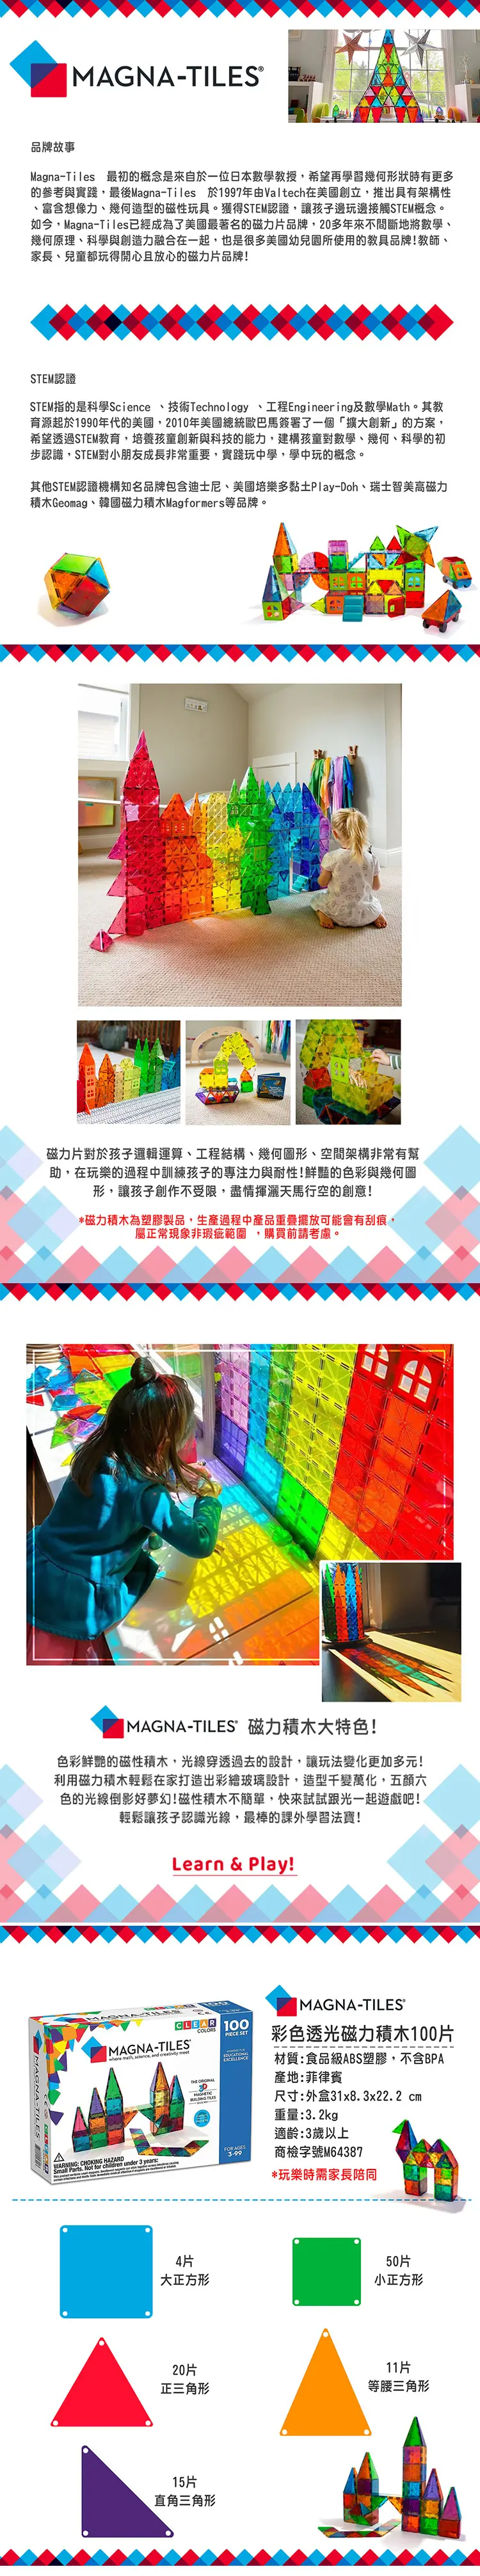 MAGNA-TILES®
品牌故事
Magna-Tiles 最初的概念是來自於一位日本數學教授，希望再學習幾何形狀時有更多
的參考與實踐，最後Magna-Tiles 於1997年由Valtech在美國創立，推出具有架構性
、富含想像力、幾何造型的磁性玩具。獲得STEM認證，讓孩子邊玩邊接觸STEM概念。
如今，Magna-Tiles已經成為了美國最著名的磁力片品牌，20多年來不間斷地將數學、
幾何原理、科學與創造力融合在一起，也是很多美國幼兒園所使用的教具品牌!教師、
家長、兒童都玩得開心且放心的磁力片品牌!
STEM認證
STEM指的是科學Science 、技術Technology 、工程Engineering及數學Math。其教
育源起於1990年代的美國，2010年美國總統歐巴馬簽署了一個「擴大創新」的方案，
希望透過STEM教育，培養孩童創新與科技的能力，建構孩童對數學、幾何、科學的初
步認識，STEM對小朋友成長非常重要，實踐玩中學，學中玩的概念。
其他STEM認證機構知名品牌包含迪士尼、美國培樂多黏土Play-Doh、瑞士智美高磁力
積木Geomag、韓國磁力積木Magformers等品牌。
磁力片對於孩子邏輯運算、工程結構、幾何圖形、空間架構非常有幫
助，在玩樂的過程中訓練孩子的專注力與耐性!鮮豔的色彩與幾何圖
形，讓孩子創作不受限，盡情揮灑天馬行空的創意!
*磁力積木為塑膠製品，生產過程中產品重疊擺放可能會有刮痕，
屬正常現象非瑕疵範圍 ，購買前請考慮。
MAGNA-TILES® 磁力積木大特色!
色彩鮮艷的磁性積木，光線穿透過去的設計，讓玩法變化更加多元!
利用磁力積木輕鬆在家打造出彩繪玻璃設計，造型千變萬化，五顏六
色的光線倒影好夢幻!磁性積木不簡單，快來試試跟光一起遊戲吧!
輕鬆讓孩子認識光線，最棒的課外學習法寶!
Learn & Play!
MAGNA-TILES®
彩色透光磁力積木100片
材質:食品級ABS塑膠，不含BPA
產地:菲律賓
尺寸:外盒31x8.3x22.2 cm
重量:3.2kg
適齡:3歲以上
商檢字號M64387
*玩樂時需家長陪同
CLEAR
COLORS
100
PIECE SET
MAGNA-TILES®
where math, science, and creativity meet
EDUCATIONAL
EXCELLENCE
THE ORIGINAL
3D
MAGNETIC
BUILDING TILES
FOR AGES
3-99
MAGNA-TILES
WARNING: CHOKING HAZARD
Small Parts. Not for children under 3 years.
4片
大正方形
50片
小正方形
20片
正三角形
11片
等腰三角形
15片
直角三角形